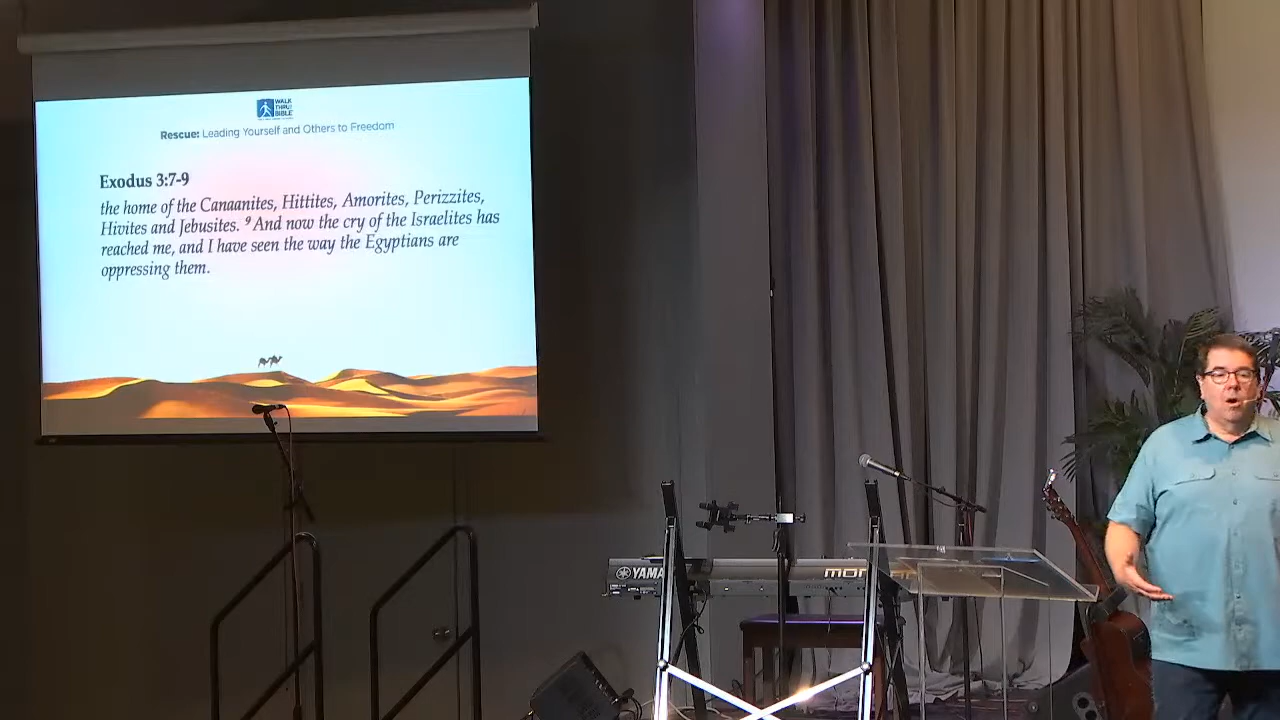 WALK
THRU
BIBLE
Rescue: Leading Yourself and Others to Freedom
Exodus 3:7-9
the home of the Canaanites, Hittites, Amorites, Perizzites,
Hivites and Jebusites. ⁹ And now the cry of the Israelites has
reached me, and I have seen the way the Egyptians are
oppressing them.
YAMA
MO